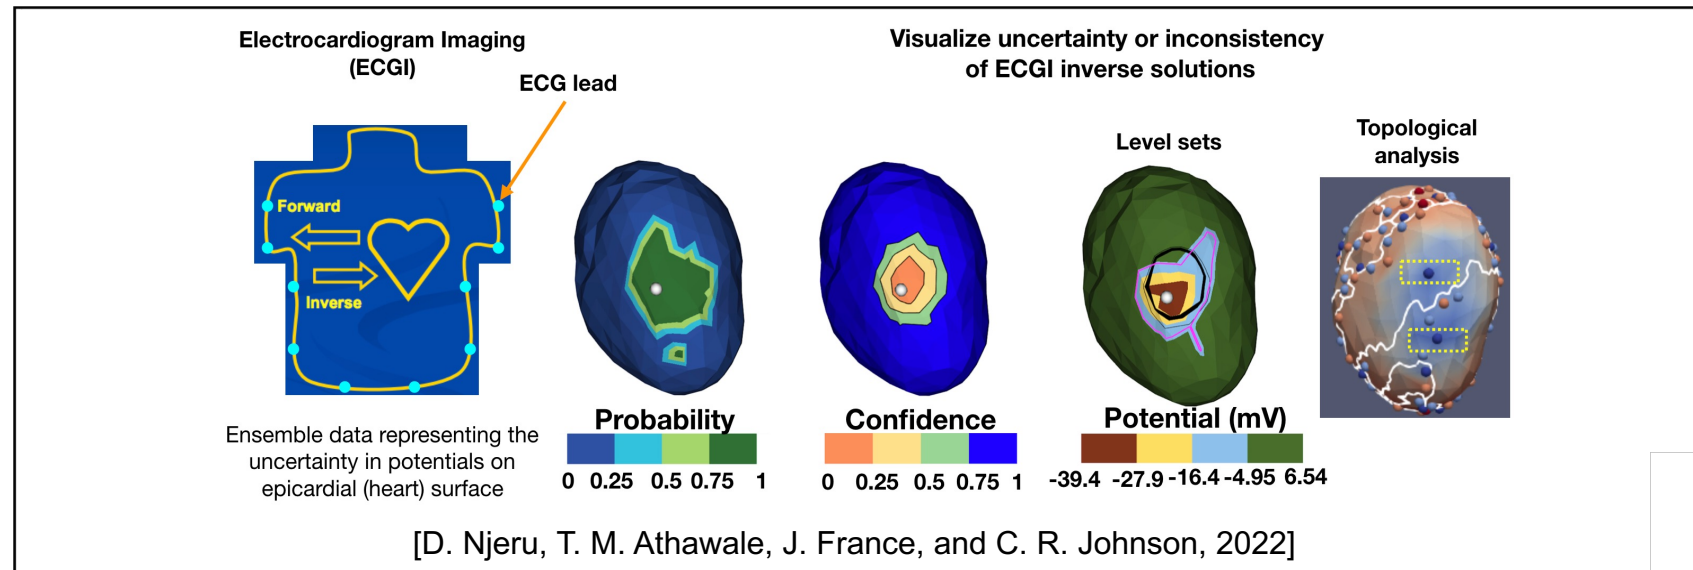 Electrocardiogram Imaging
(ECGI)
ECG lead
Forward
Inverse
Ensemble data representing the
uncertainty in potentials on
epicardial (heart) surface
Visualize uncertainty or inconsistency
of ECGI inverse solutions
Level sets
Topological
analysis
Probability
0 0.25 0.5 0.75 1
Confidence
0 0.25 0.5 0.75 1
Potential (mV)
-39.4 -27.9 -16.4 -4.95 6.54
[D. Njeru, T. M. Athawale, J. France, and C. R. Johnson, 2022]